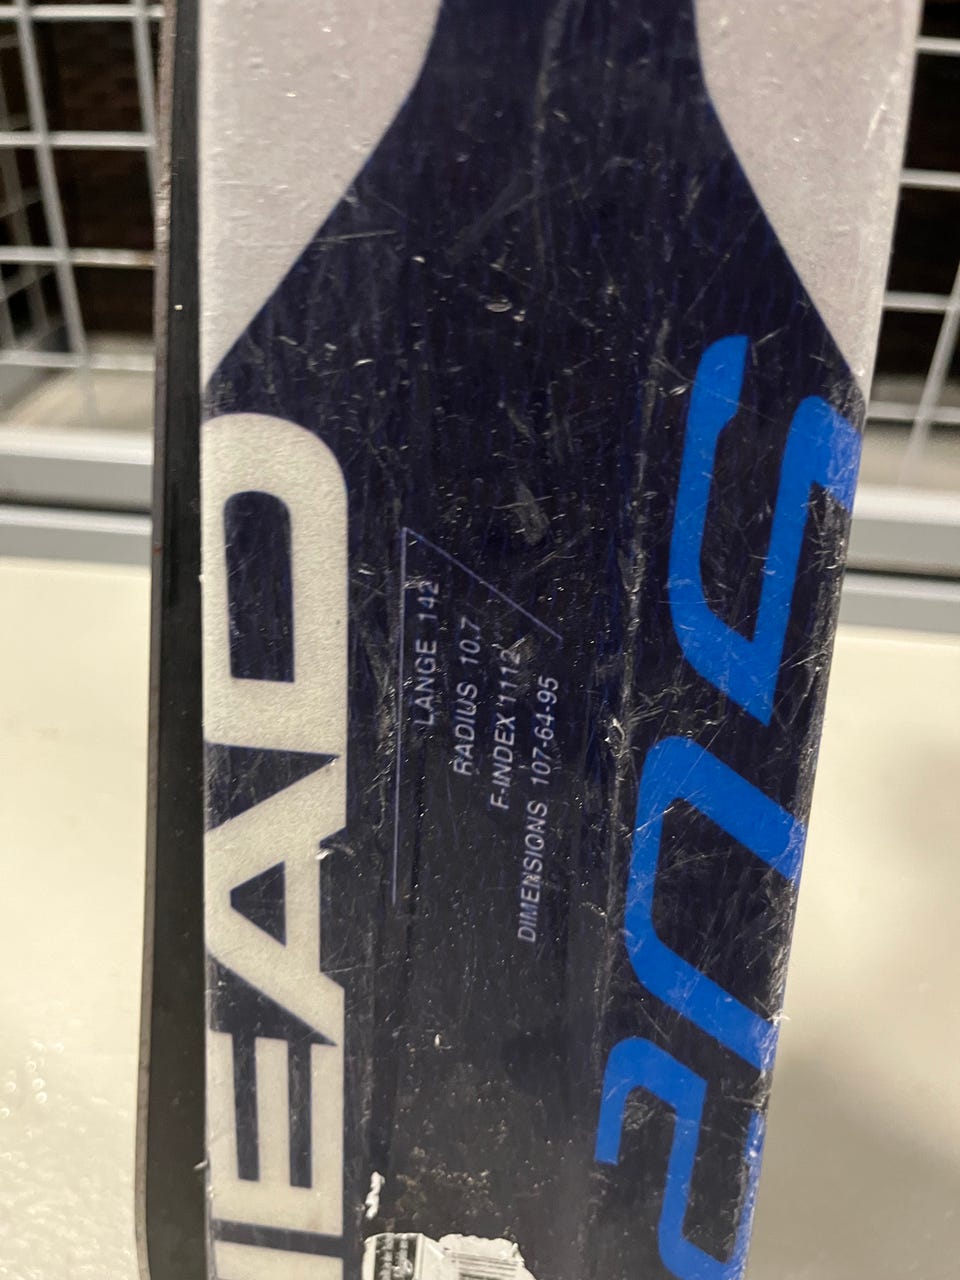 HEAD
LANGE 142
RADIUS 10.7
F-INDEX 1112
DIMENSIONS 107-64-95